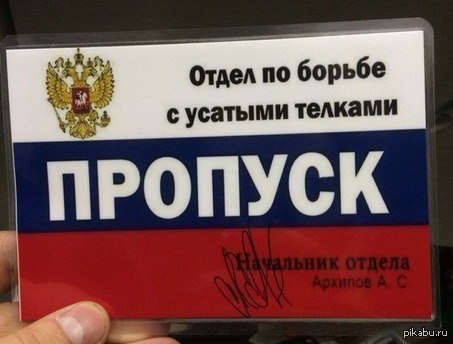 Отдел по борьбе
с усатыми телками
ПРОПУСК
Начальник отдела
Архипов А. С
pikabu.ru